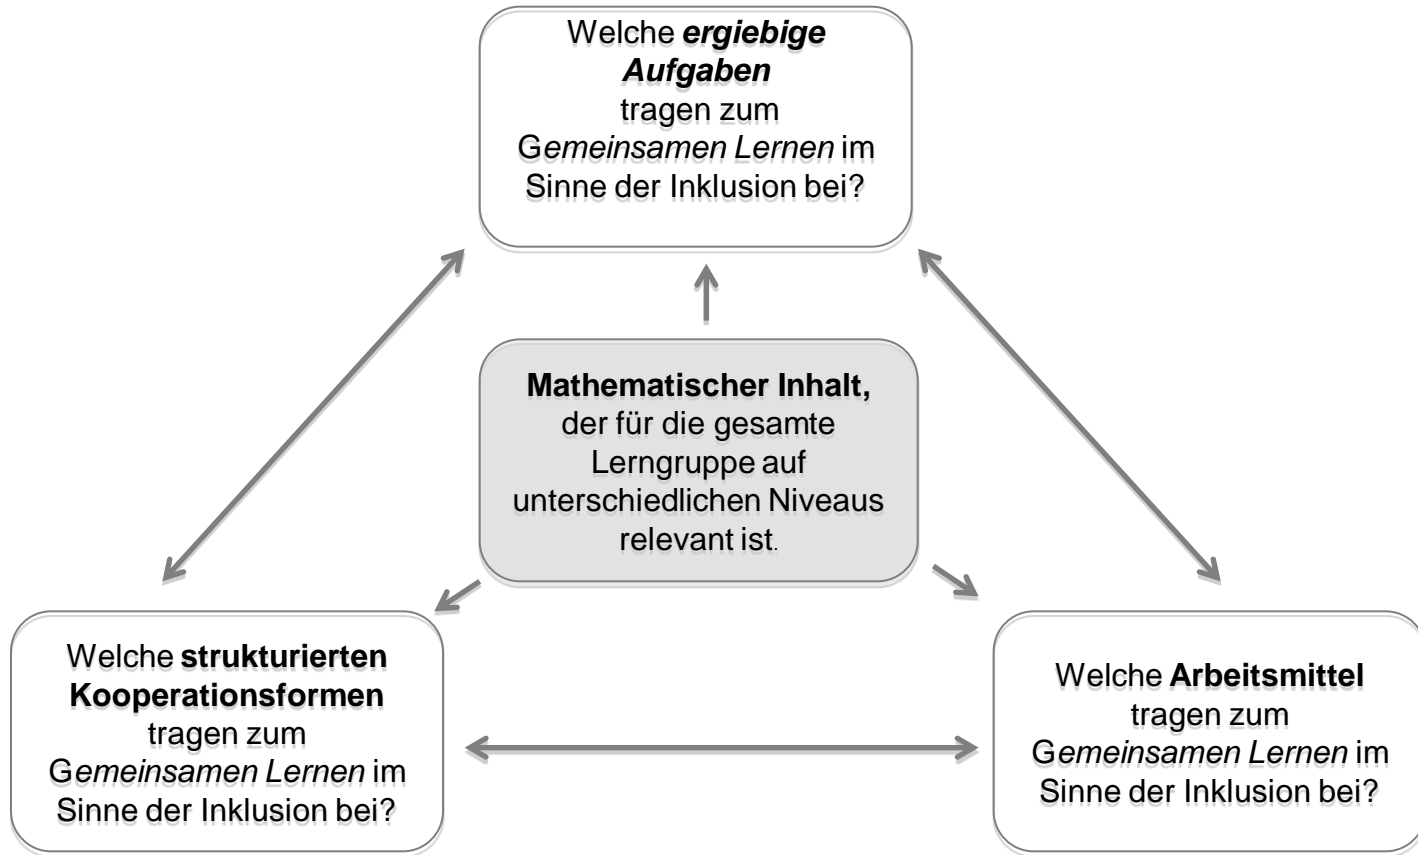 Welche ergiebige
Aufgaben
tragen zum
Gemeinsamen Lernen im
Sinne der Inklusion bei?
Mathematischer Inhalt,
der für die gesamte
Lerngruppe auf
unterschiedlichen Niveaus
relevant ist.
Welche strukturierten
Kooperationsformen
tragen zum
Gemeinsamen Lernen im
Sinne der Inklusion bei?
Welche Arbeitsmittel
tragen zum
Gemeinsamen Lernen im
Sinne der Inklusion bei?